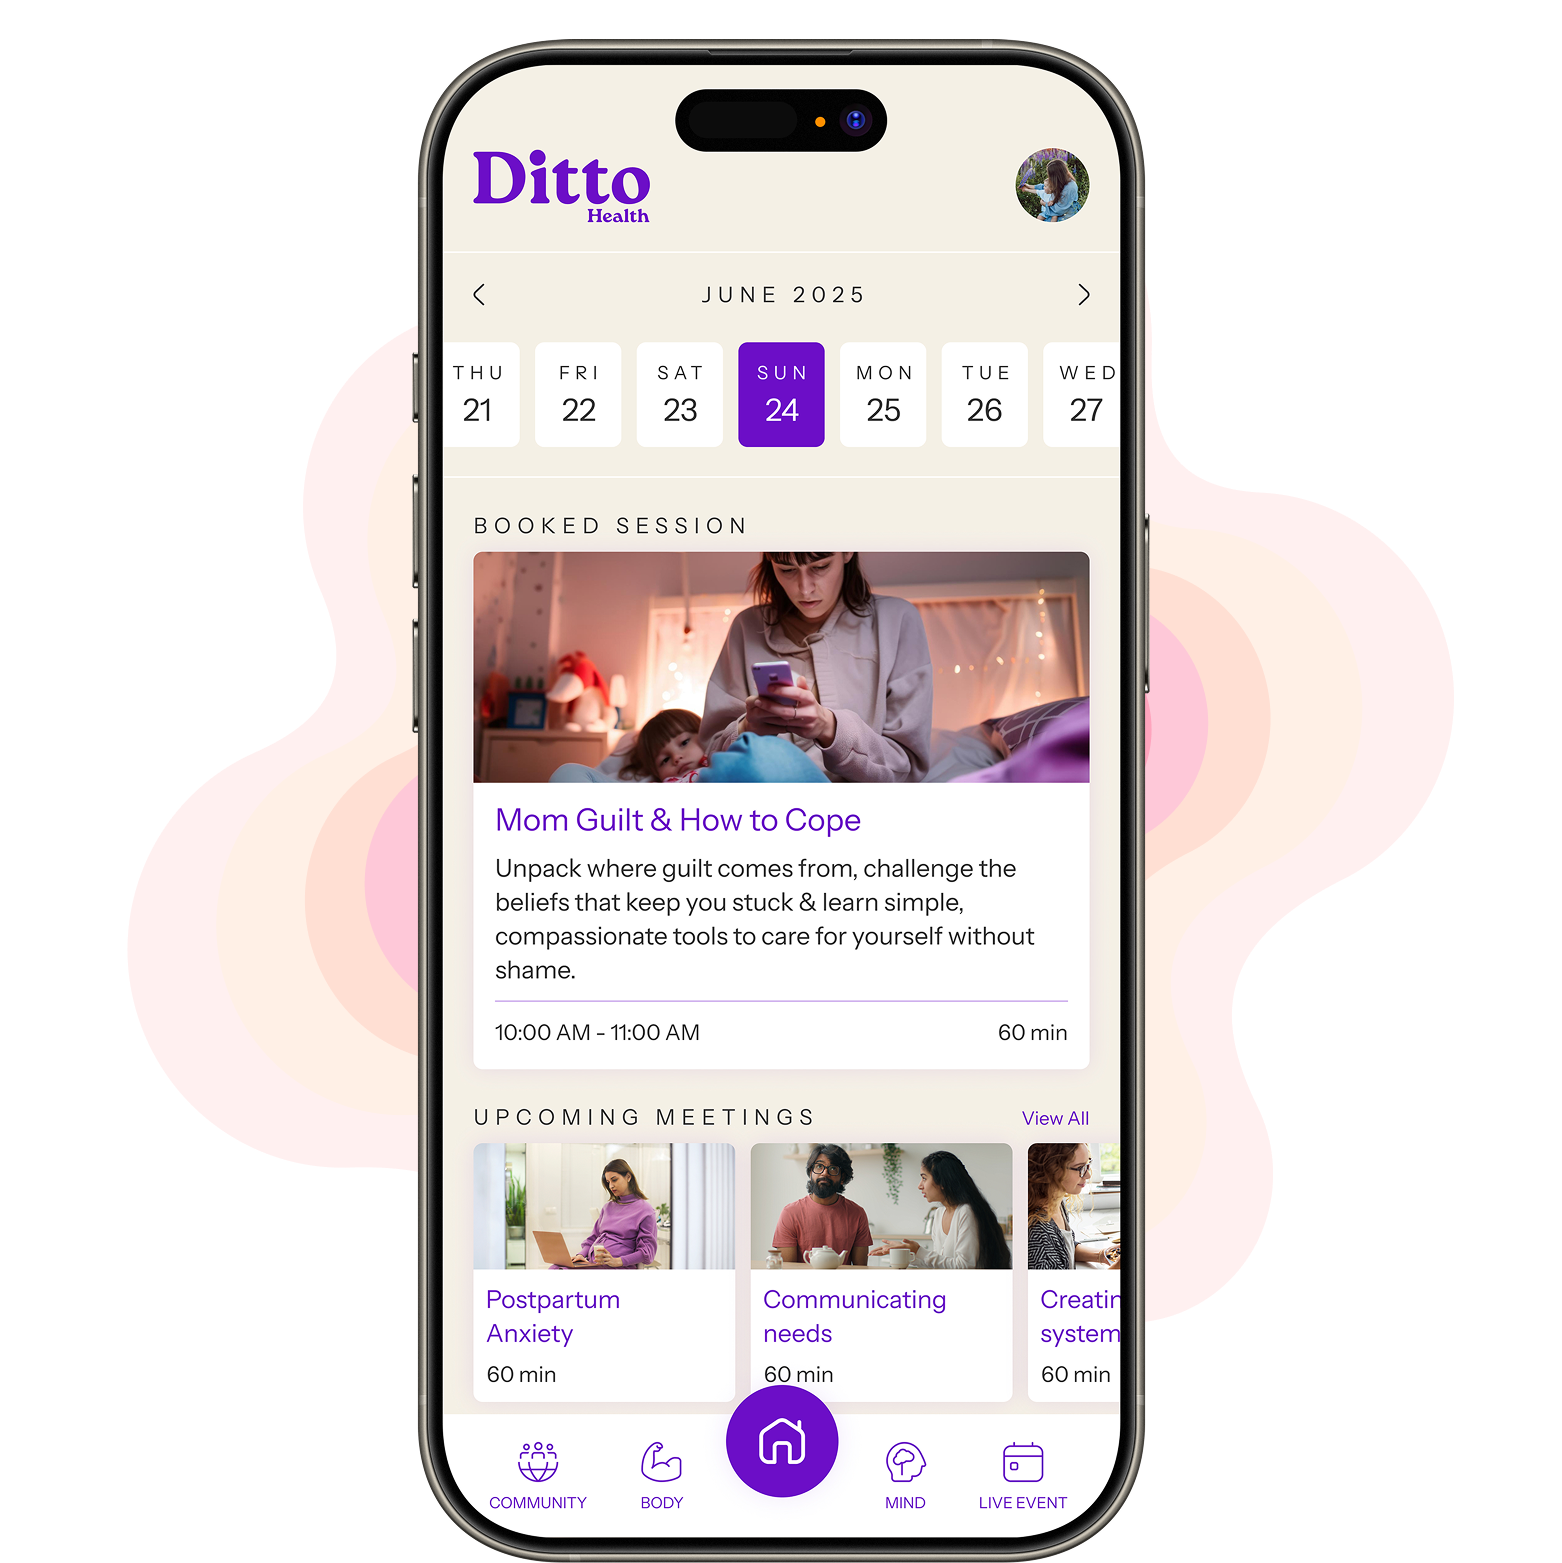 Ditto
Health
JUNE 2025
THU FRI SAT SUN MON TUE WED
21 22 23 24 25 26 27
BOOKED SESSION
Mom Guilt & How to Cope
Unpack where guilt comes from, challenge the
beliefs that keep you stuck & learn simple,
compassionate tools to care for yourself without
shame.
10:00 AM - 11:00 AM 60 min
UPCOMING MEETINGS View All
Postpartum
Anxiety
60 min
Communicating
needs
60 min
Creatin
system
60 min
COMMUNITY BODY MIND LIVE EVENT